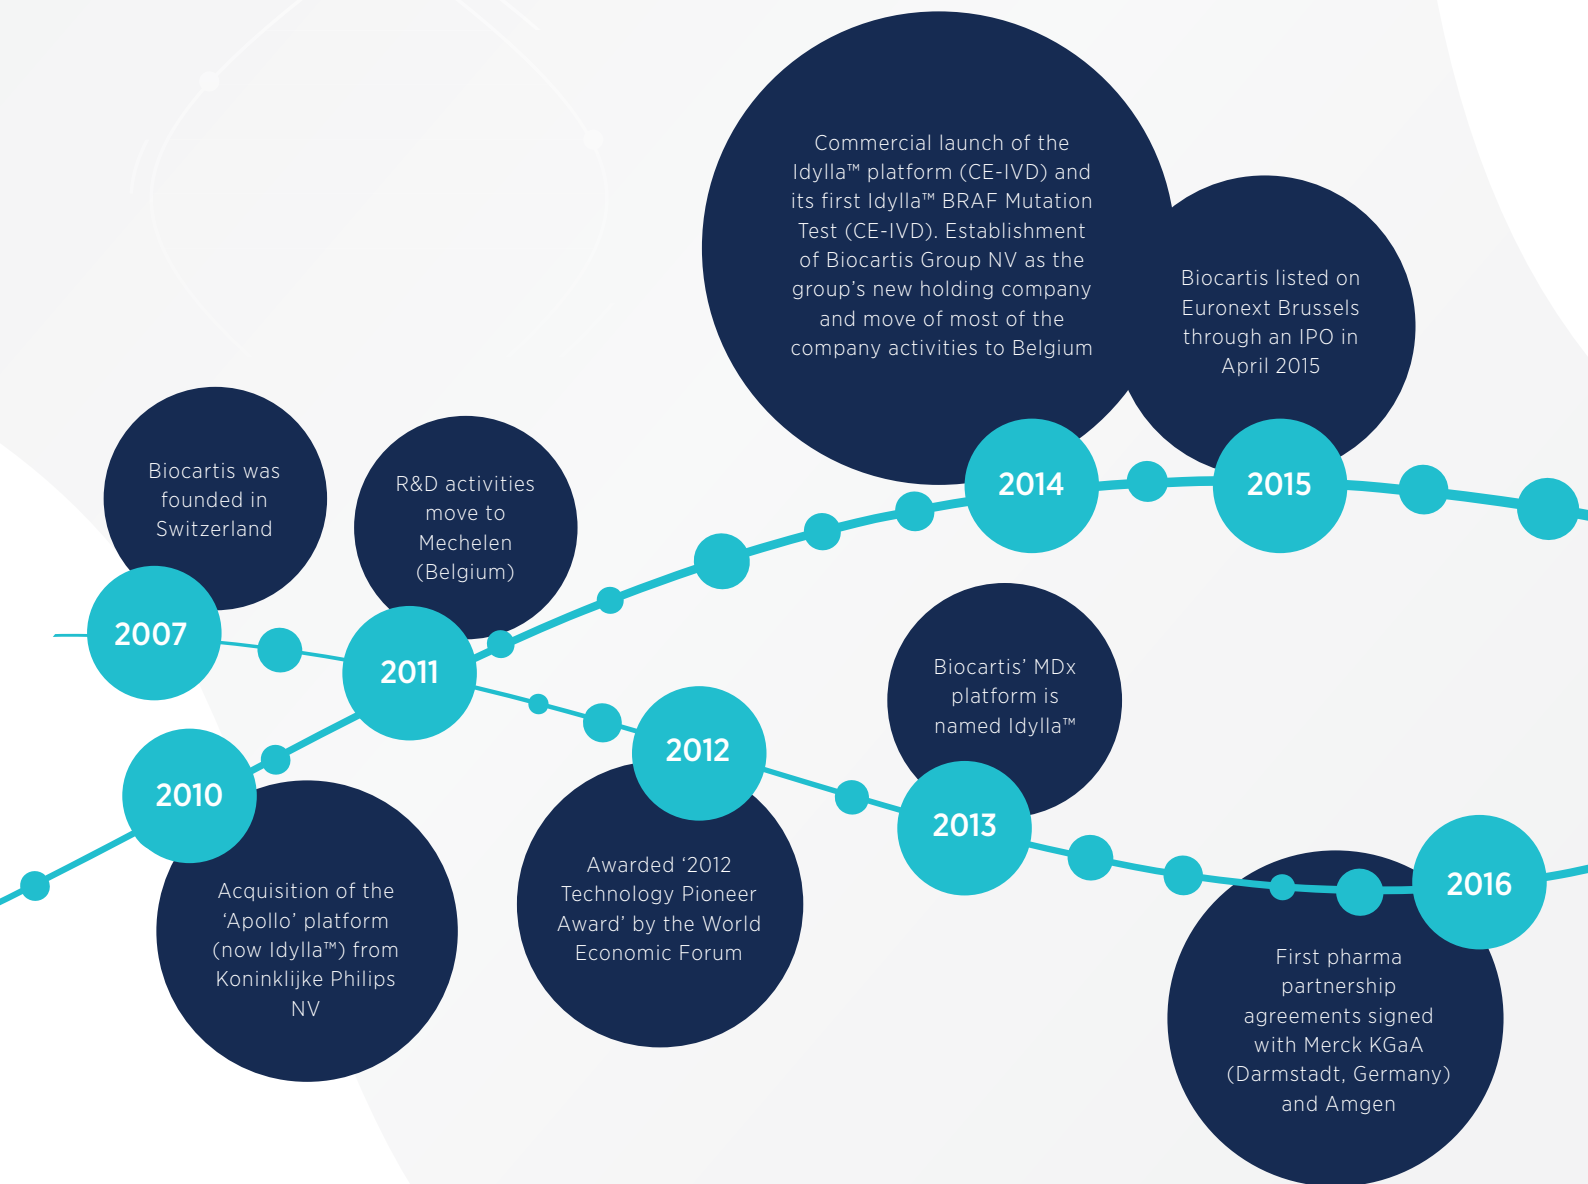 Biocartis was
founded in
Switzerland
2007
Acquisition of the
‘Apollo’ platform
(now Idylla™) from
Koninklijke Philips
NV
2010
R&D activities
move to
Mechelen
(Belgium)
2011
Awarded ‘2012
Technology Pioneer
Award’ by the World
Economic Forum
2012
Biocartis’ MDx
platform is
named Idylla™
2013
Commercial launch of the
Idylla™ platform (CE-IVD) and
its first Idylla™ BRAF Mutation
Test (CE-IVD). Establishment
of Biocartis Group NV as the
group’s new holding company
and move of most of the
company activities to Belgium
2014
Biocartis listed on
Euronext Brussels
through an IPO in
April 2015
2015
2016
First pharma
partnership
agreements signed
with Merck KGaA
(Darmstadt, Germany)
and Amgen